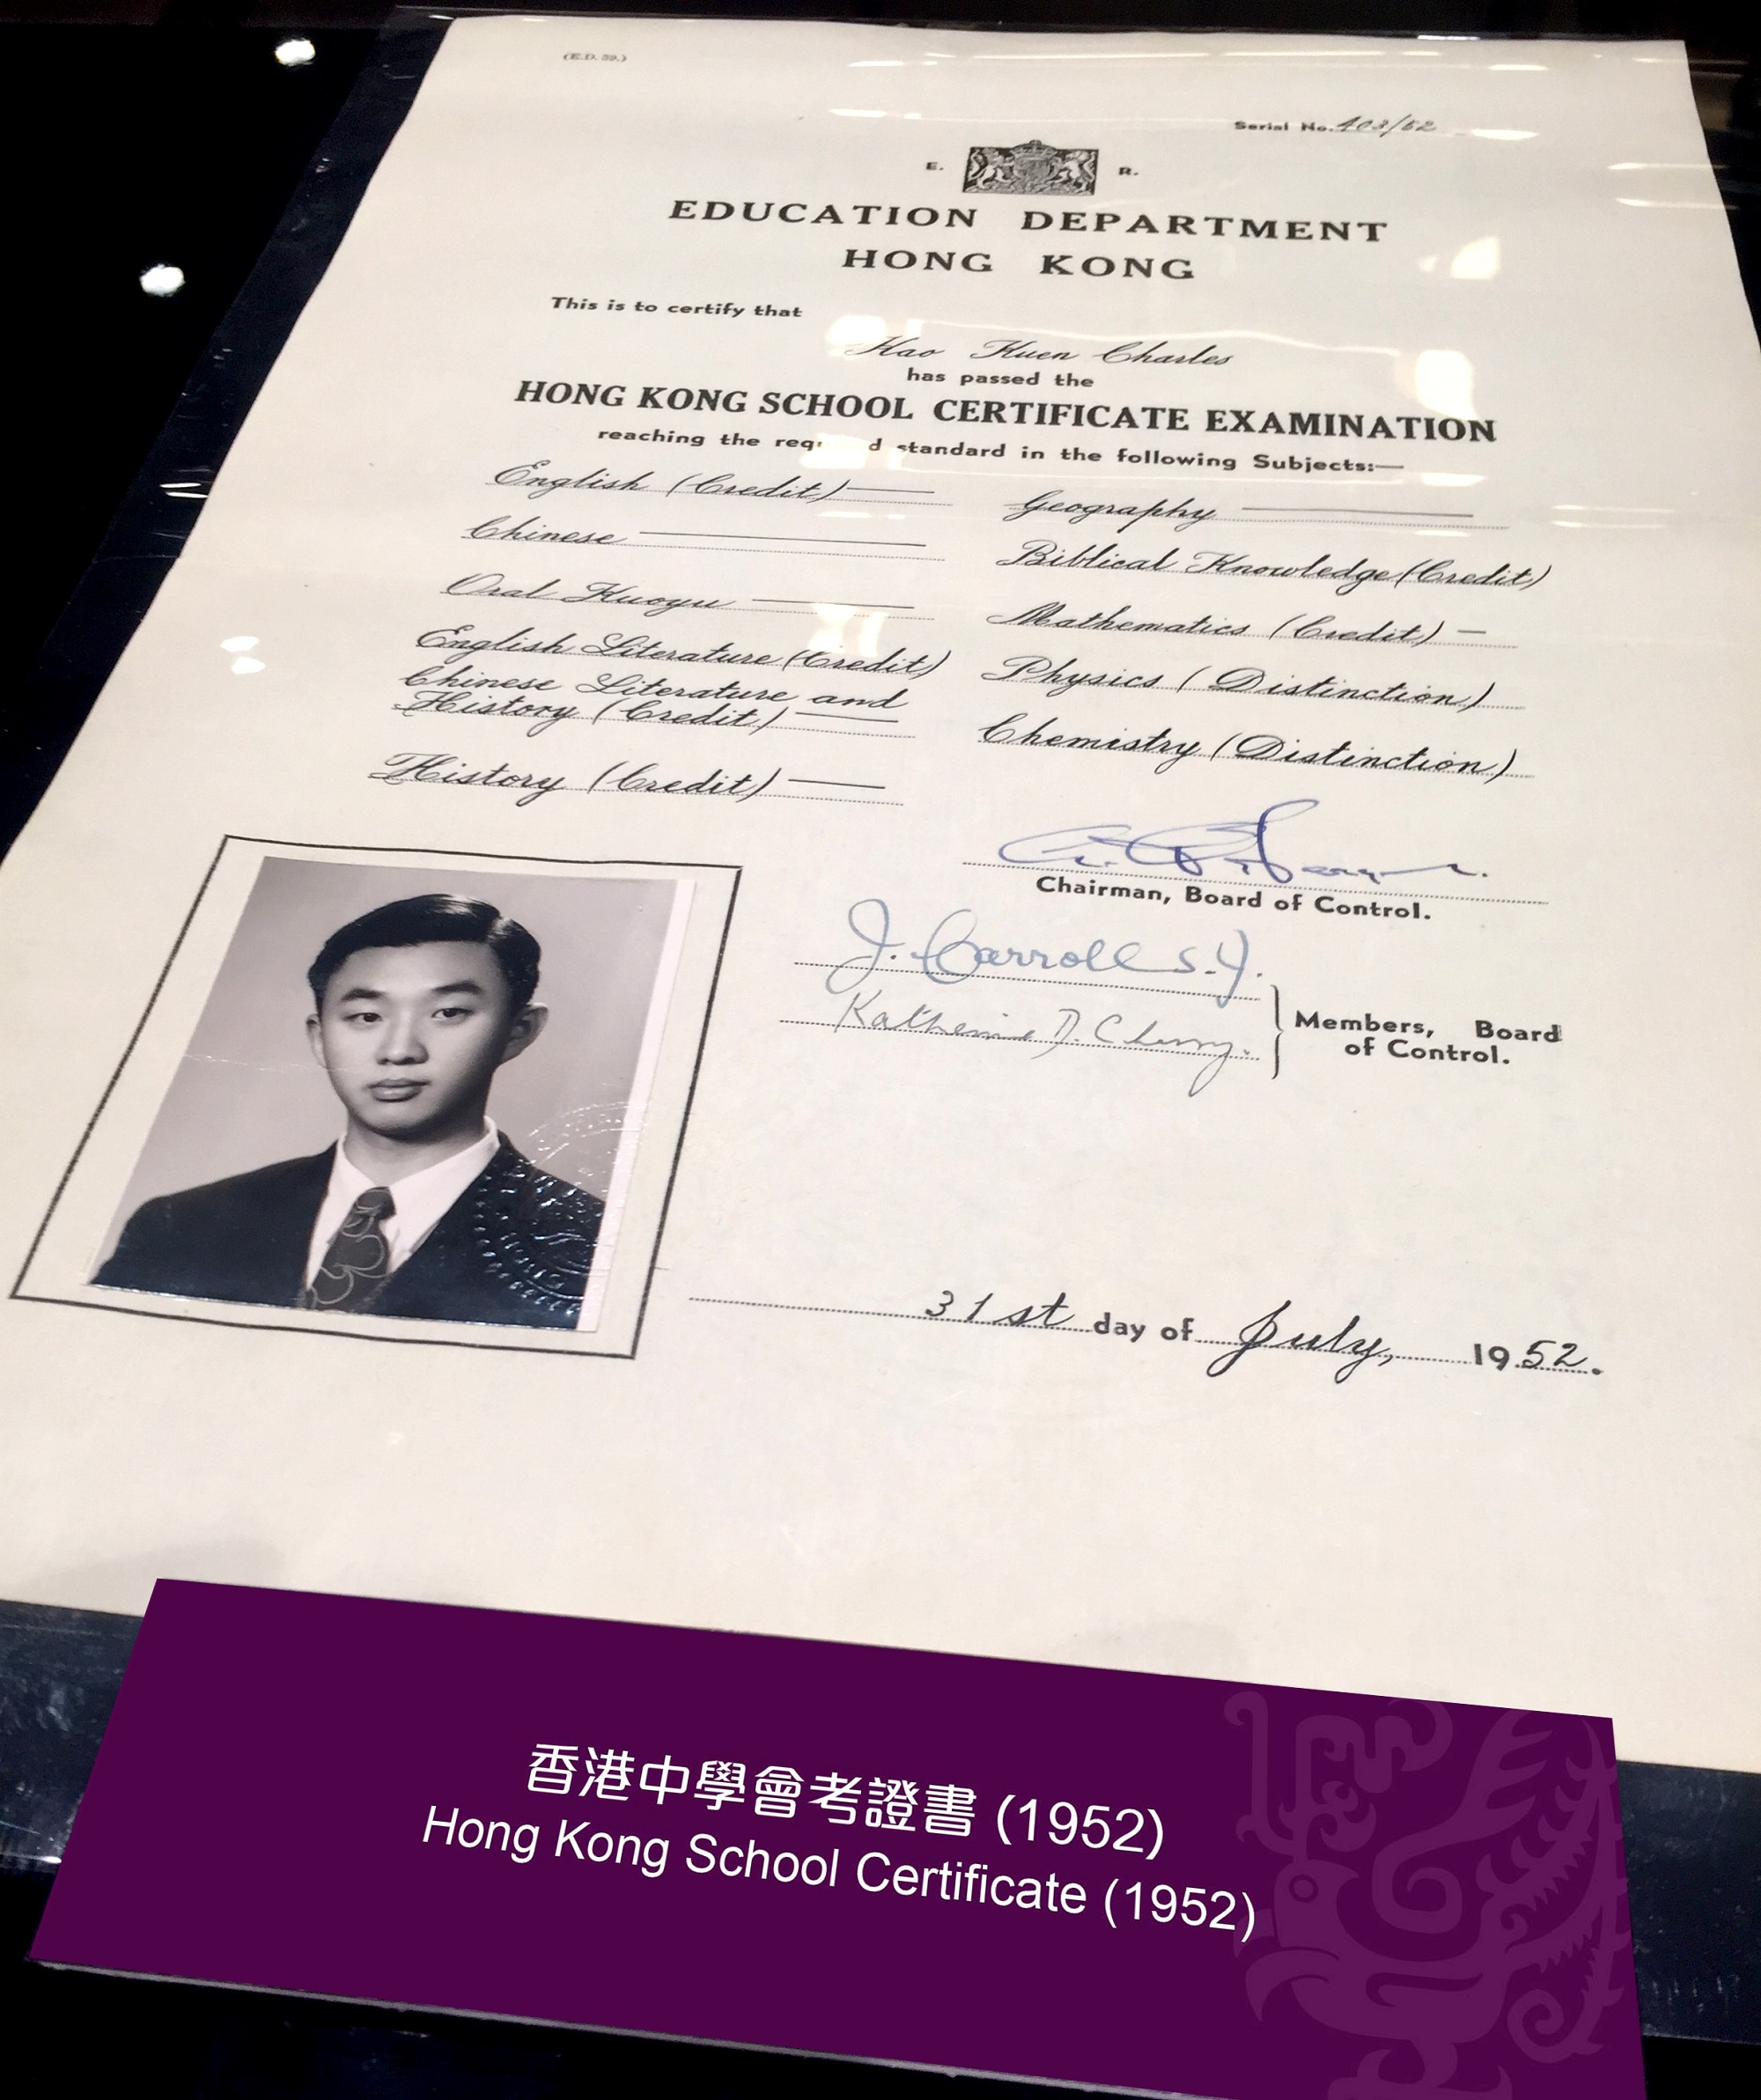 (E.D. 59.)
Serial No. 403/52
E. R.
EDUCATION DEPARTMENT
HONG KONG
This is to certify that
Kao Kuen Charles
has passed the
HONG KONG SCHOOL CERTIFICATE EXAMINATION
reaching the standard in the following Subjects:—
English (Credit)
Chinese
Oral Kuoyu
English Literature (Credit)
Chinese Literature and
History (Credit)
History (Credit)
Geography
Biblical Knowledge (Credit)
Mathematics (Credit)
Physics (Distinction)
Chemistry (Distinction)
Chairman, Board of Control.
J. Carroll S.J.
Katherine D. Cherry.
Members, Board
of Control.
31st day of July, 1952.
香港中學會考證書 (1952)
Hong Kong School Certificate (1952)